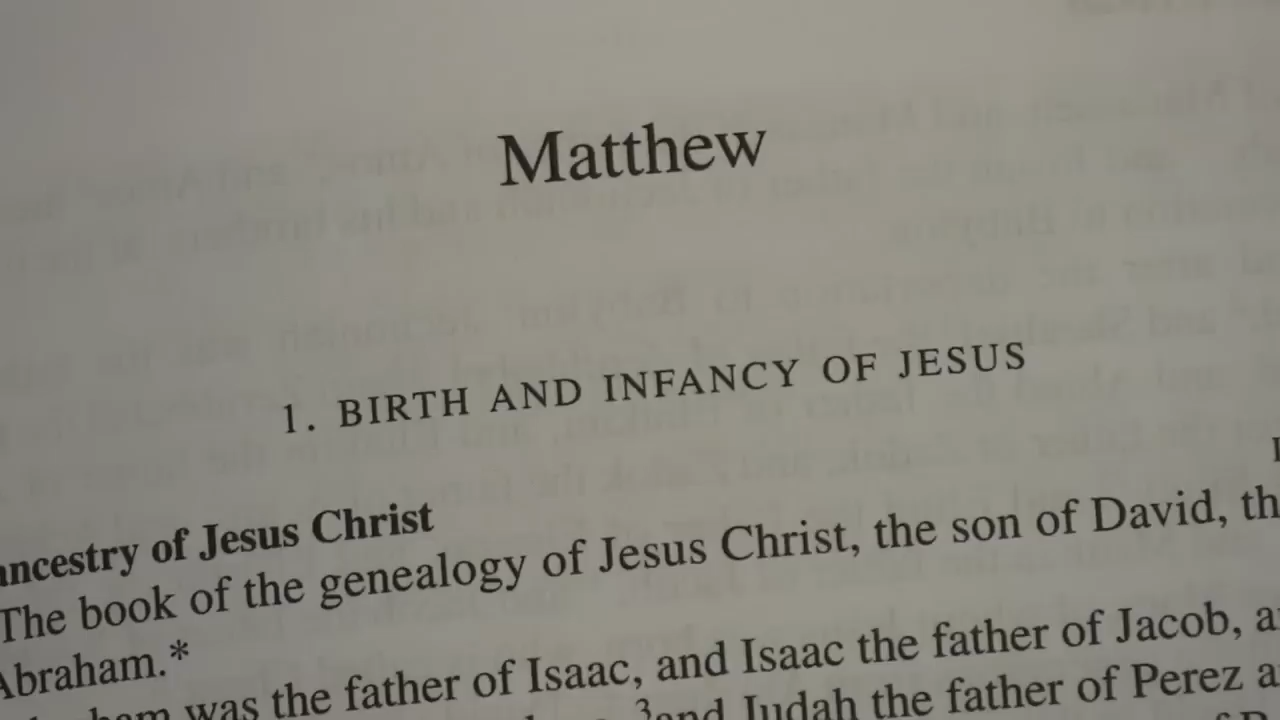 Matthew
1. BIRTH AND INFANCY OF JESUS
ancestry of Jesus Christ
The book of the genealogy of Jesus Christ, the son of David, th
Abraham.*
was the father of Isaac, and Isaac the father of Jacob, a
3and Judah the father of Perez a